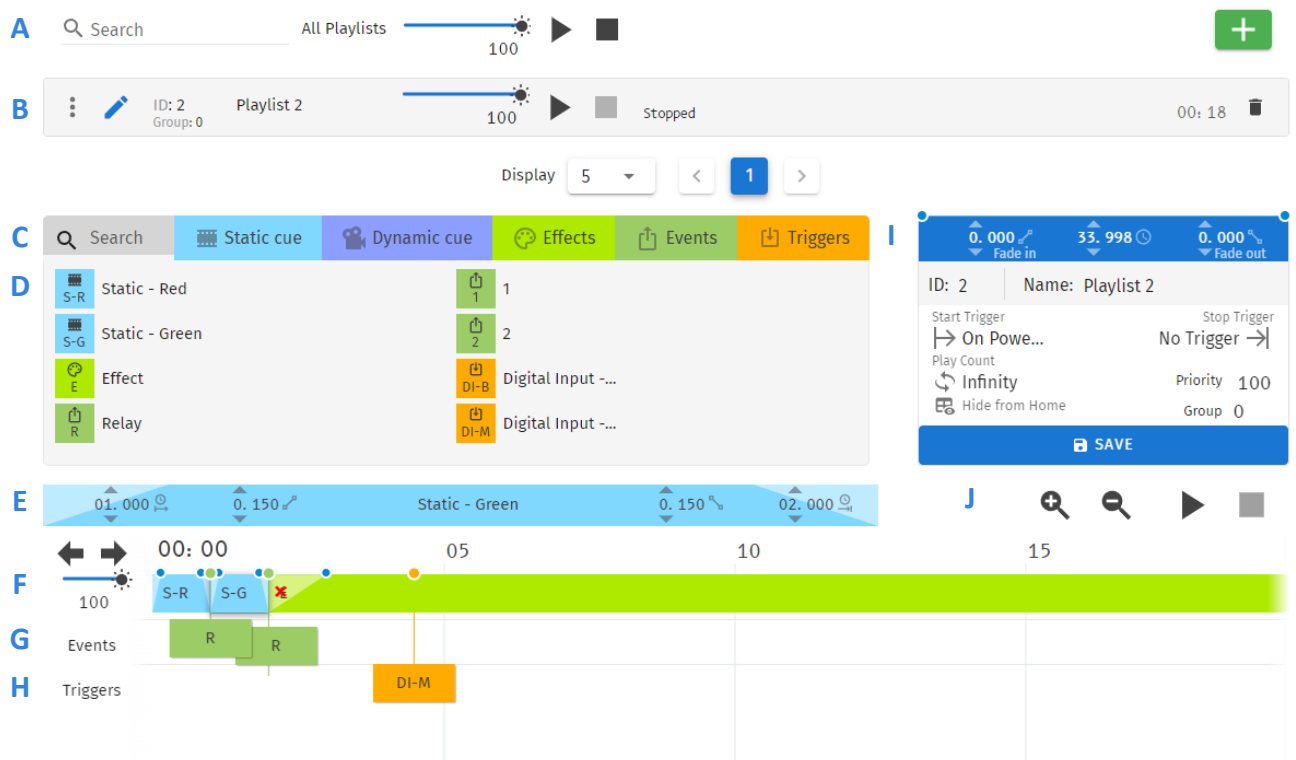 A Search All Playlists 100
B ID: 2 Group: 0 Playlist 2 100 Stopped 00: 18
Display 5 1
C Search Static cue Dynamic cue Effects Events Triggers
D S-R Static - Red 1 1
S-G Static - Green 2 2
E Effect DI-B Digital Input -...
R Relay DI-M Digital Input -...
I 0. 000 Fade in 33. 998 0. 000 Fade out
ID: 2 Name: Playlist 2
Start Trigger Stop Trigger
On Powe... No Trigger
Play Count
Infinity Priority 100
Hide from Home Group 0
SAVE
E 01. 000 0. 150 Static - Green 0. 150 02. 000
J
00: 00 05 10 15
F 100 S-R S-G
G Events R R
H Triggers DI-M